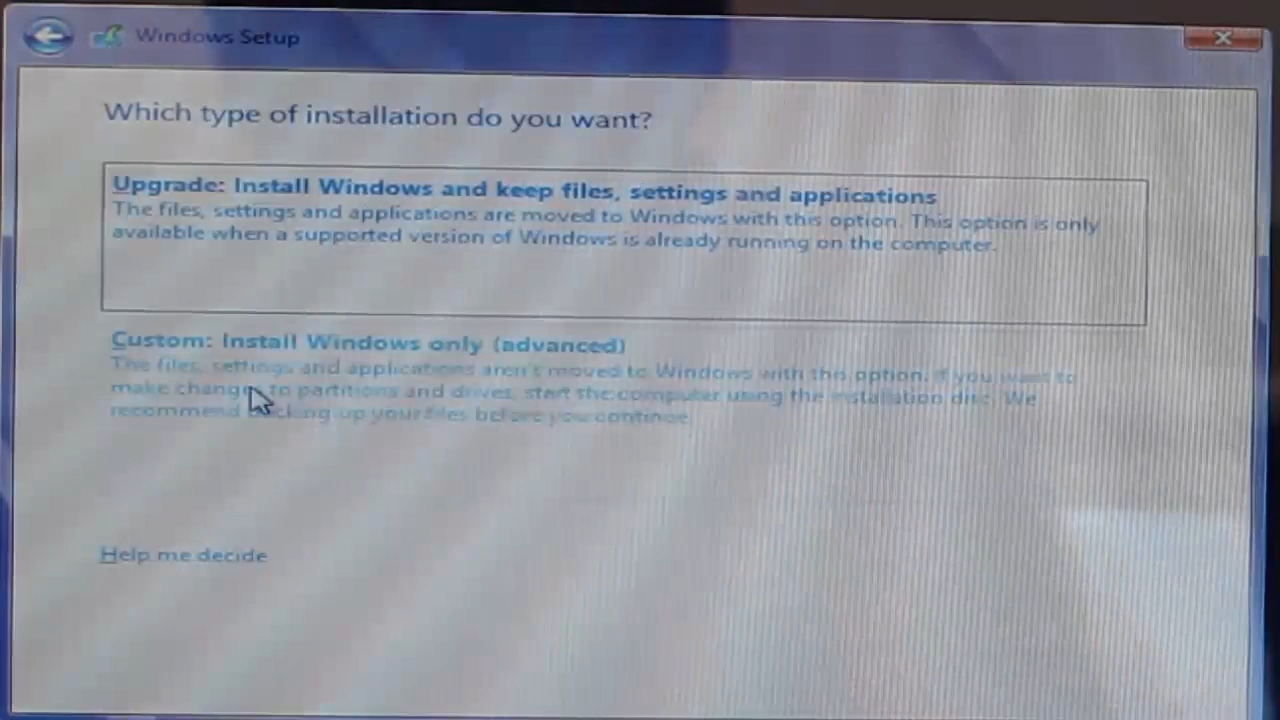 Windows Setup
Which type of installation do you want?
Upgrade: Install Windows and keep files, settings and applications
The files, settings and applications are moved to Windows with this option. This option is only
available when a supported version of Windows is already running on the computer.
Custom: Install Windows only (advanced)
The files, settings and applications aren't moved to Windows with this option. If you want to
make changes to partitions and drives, start the computer using the installation disc. We
recommend backing up your files before you continue.
Help me decide